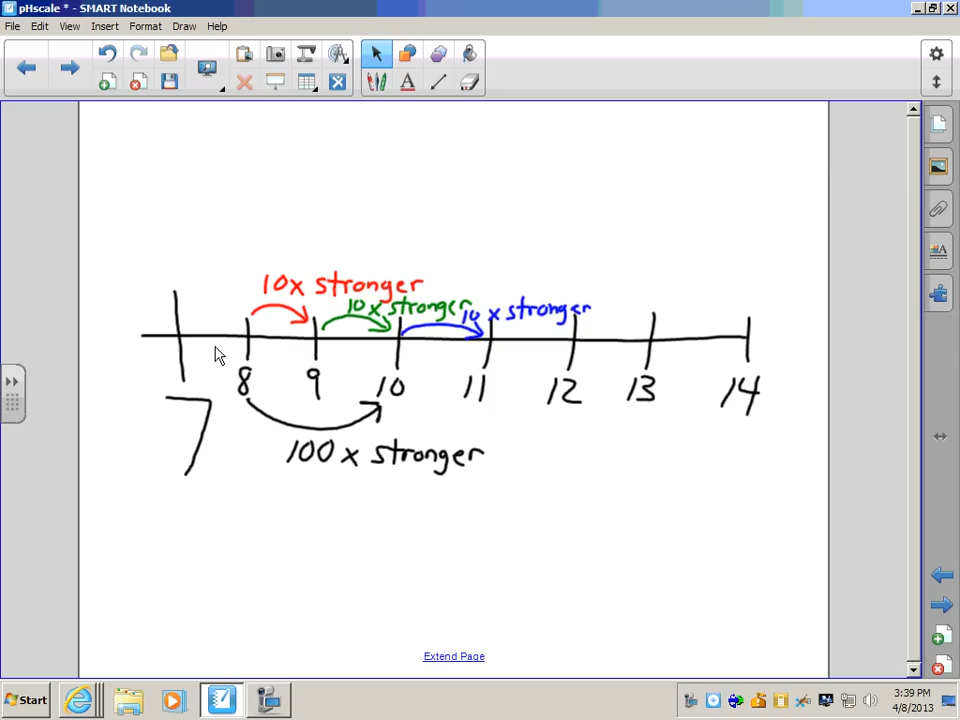 pHscale * - SMART Notebook
File Edit View Insert Format Draw Help
10x stronger
10 x stronger
10 x stronger
7 8 9 10 11 12 13 14
100 x stronger
Extend Page
Start
3:39 PM
4/8/2013